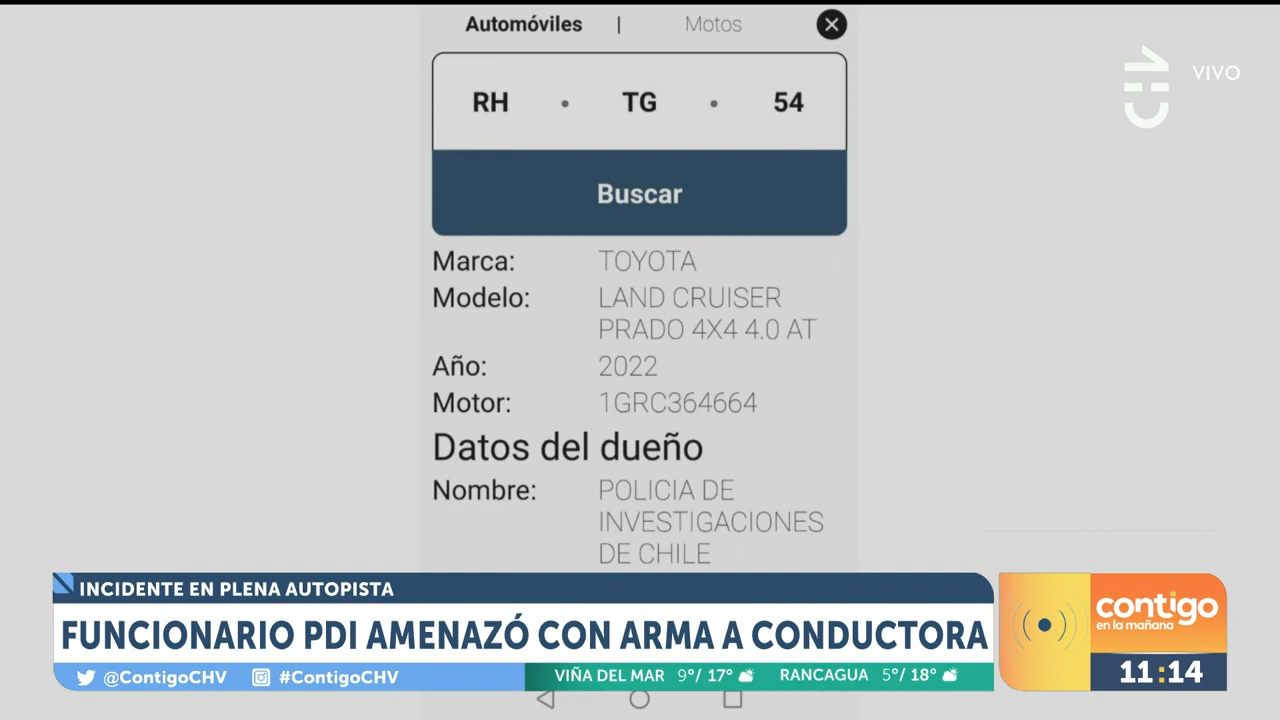 Automóviles | Motos
CHV VIVO
RH · TG · 54
Buscar
Marca: TOYOTA
Modelo: LAND CRUISER
PRADO 4X4 4.0 AT
Año: 2022
Motor: 1GRC364664
Datos del dueño
Nombre: POLICIA DE
INVESTIGACIONES
DE CHILE
INCIDENTE EN PLENA AUTOPISTA
FUNCIONARIO PDI AMENAZÓ CON ARMA A CONDUCTORA
@ContigoCHV #ContigoCHV VIÑA DEL MAR 9°/ 17° RANCAGUA 5°/ 18°
contigo
en la mañana
11:14